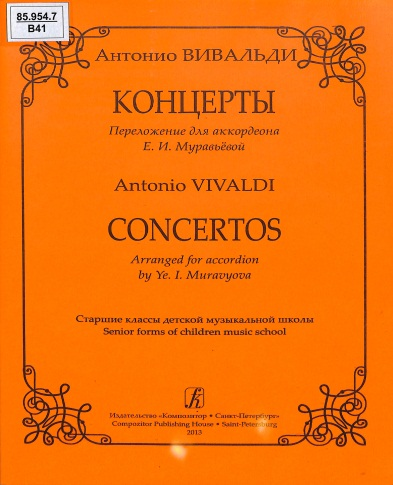 85.954.7
В41
Антонио ВИВАЛЬДИ
КОНЦЕРТЫ
Переложение для аккордеона
Е. И. Муравьёвой
Antonio VIVALDI
CONCERTOS
Arranged for accordion
by Ye. I. Muravyova
Старшие классы детской музыкальной школы
Senior forms of children music school
Издательство «Композитор • Санкт-Петербург»
Compozitor Publishing House • Saint-Petersburg
2013